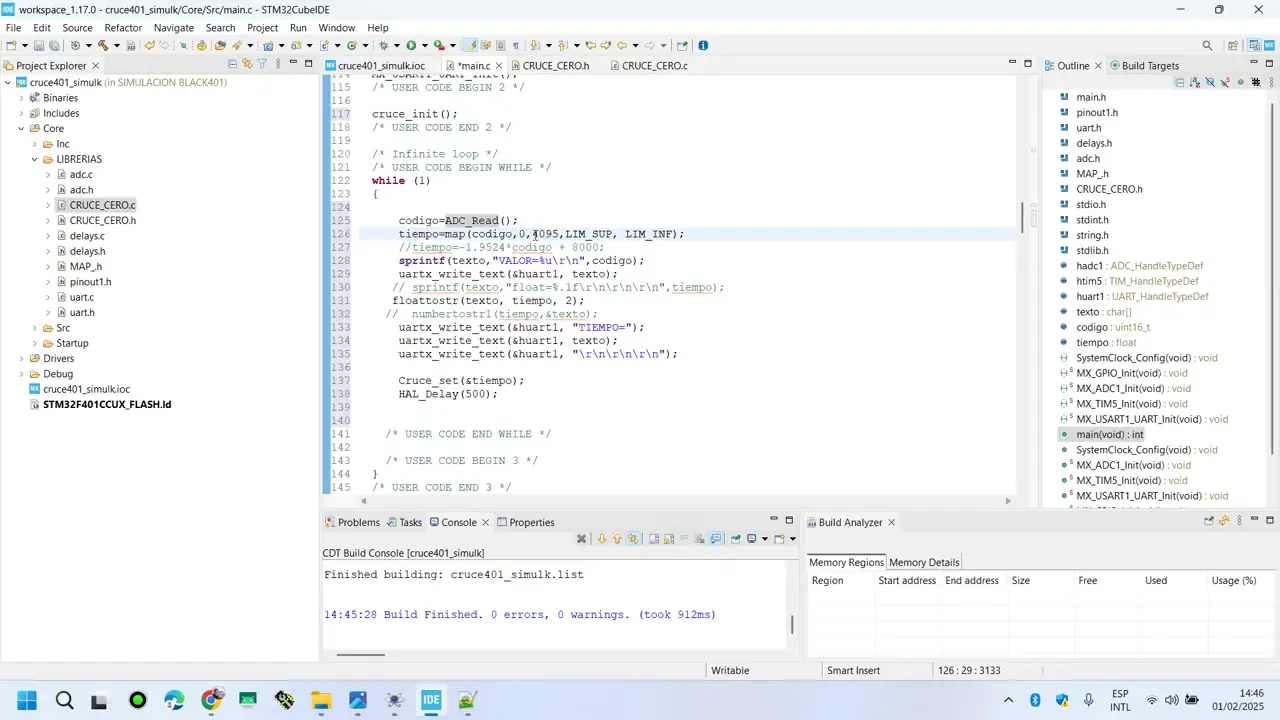 IDE workspace_1.17.0 - cruce401_simulk/Core/Src/main.c - STM32CubeIDE
File Edit Source Refactor Navigate Search Project Run Window Help
Project Explorer
cruce401_simulk (in SIMULACION BLACK401)
Binaries
Includes
Core
Inc
LIBRERIAS
adc.c
adc.h
CRUCE_CERO.c
CRUCE_CERO.h
delays.c
delays.h
MAP_.h
pinout1.h
uart.c
uart.h
Src
Startup
Drivers
Debug
cruce401_simulk.ioc
STM32F401CCUX_FLASH.ld
MX cruce401_simulk.ioc *main.c CRUCE_CERO.h CRUCE_CERO.c
114 MX_USART1_UART_Init();
115 /* USER CODE BEGIN 2 */
116
117 cruce_init();
118 /* USER CODE END 2 */
119
120 /* Infinite loop */
121 /* USER CODE BEGIN WHILE */
122 while (1)
123 {
124
125 codigo=ADC_Read();
126 tiempo=map(codigo,0,4095,LIM_SUP, LIM_INF);
127 //tiempo=-1.9524*codigo + 8000;
128 sprintf(texto,"VALOR=%u\r\n",codigo);
129 uartx_write_text(&huart1, texto);
130 // sprintf(texto,"float=%.1f\r\n\r\n\r\n",tiempo);
131 floattostr(texto, tiempo, 2);
132 // numbertostr1(tiempo,&texto);
133 uartx_write_text(&huart1, "TIEMPO=");
134 uartx_write_text(&huart1, texto);
135 uartx_write_text(&huart1, "\r\n\r\n\r\n");
136
137 Cruce_set(&tiempo);
138 HAL_Delay(500);
139
140
141 /* USER CODE END WHILE */
142
143 /* USER CODE BEGIN 3 */
144 }
145 /* USER CODE END 3 */
Outline Build Targets
main.h
pinout1.h
uart.h
delays.h
adc.h
MAP_.h
CRUCE_CERO.h
stdio.h
stdint.h
string.h
stdlib.h
hadc1 : ADC_HandleTypeDef
htim5 : TIM_HandleTypeDef
huart1 : UART_HandleTypeDef
texto : char[]
codigo : uint16_t
tiempo : float
SystemClock_Config(void) : void
MX_GPIO_Init(void) : void
MX_ADC1_Init(void) : void
MX_TIM5_Init(void) : void
MX_USART1_UART_Init(void) : void
main(void) : int
SystemClock_Config(void) : void
MX_ADC1_Init(void) : void
MX_TIM5_Init(void) : void
MX_USART1_UART_Init(void) : void
Problems Tasks Console Properties
CDT Build Console [cruce401_simulk]
Finished building: cruce401_simulk.list
14:45:28 Build Finished. 0 errors, 0 warnings. (took 912ms)
Build Analyzer
Memory Regions Memory Details
Region Start address End address Size Free Used Usage (%)
Writable Smart Insert 126 : 29 : 3133
IDE
ESP
INTL
14:46
01/02/2025